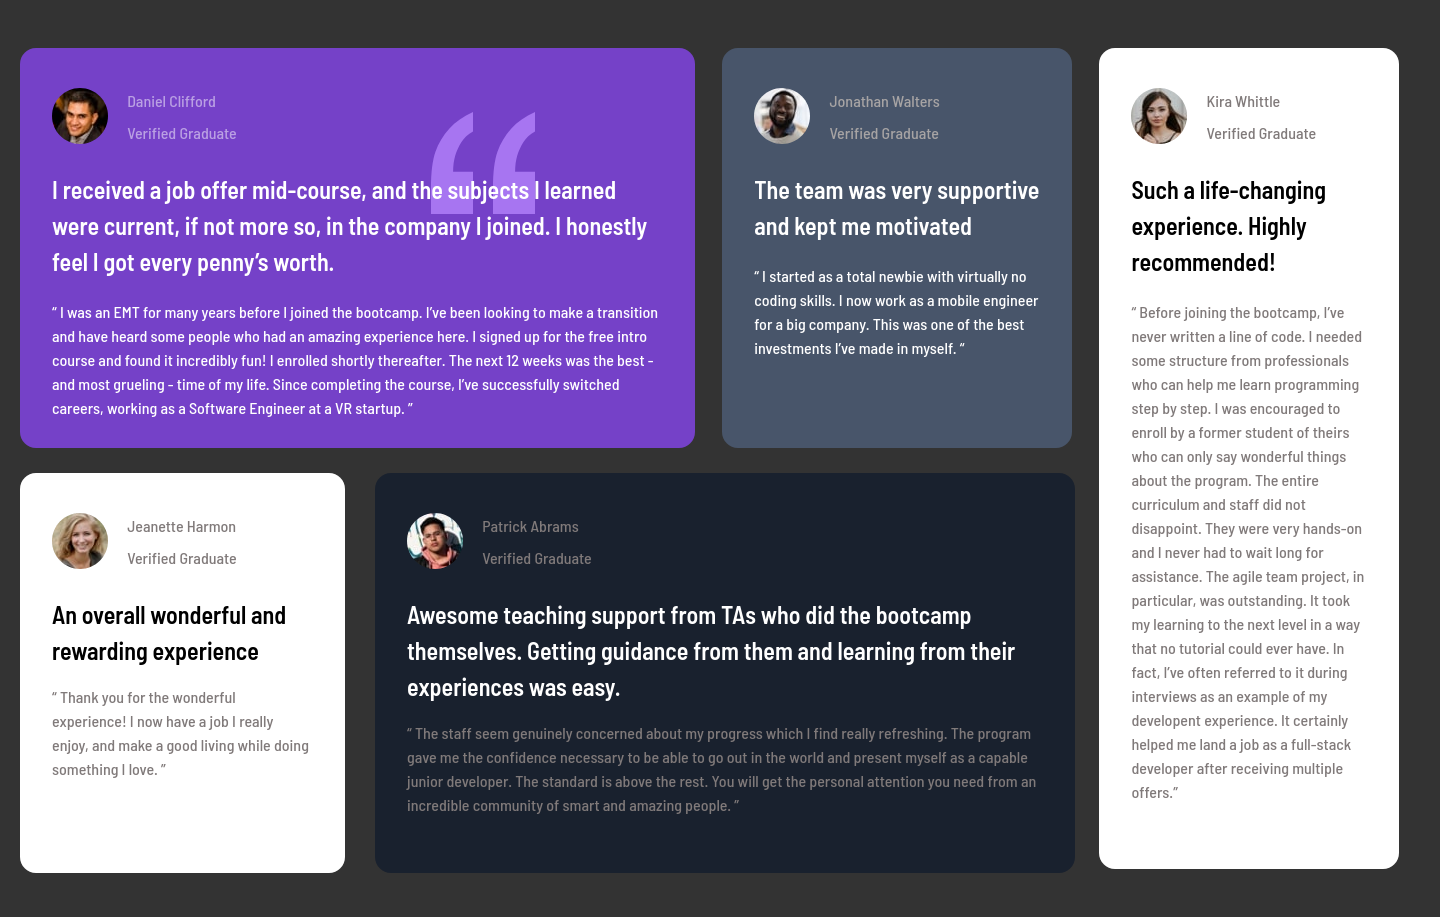 Daniel Clifford
Verified Graduate
I received a job offer mid-course, and the subjects I learned
were current, if not more so, in the company I joined. I honestly
feel I got every penny’s worth.
“ I was an EMT for many years before I joined the bootcamp. I’ve been looking to make a transition
and have heard some people who had an amazing experience here. I signed up for the free intro
course and found it incredibly fun! I enrolled shortly thereafter. The next 12 weeks was the best -
and most grueling - time of my life. Since completing the course, I’ve successfully switched
careers, working as a Software Engineer at a VR startup. ”
Jonathan Walters
Verified Graduate
The team was very supportive
and kept me motivated
“ I started as a total newbie with virtually no
coding skills. I now work as a mobile engineer
for a big company. This was one of the best
investments I’ve made in myself. ”
Kira Whittle
Verified Graduate
Such a life-changing
experience. Highly
recommended!
“ Before joining the bootcamp, I’ve
never written a line of code. I needed
some structure from professionals
who can help me learn programming
step by step. I was encouraged to
enroll by a former student of theirs
who can only say wonderful things
about the program. The entire
curriculum and staff did not
disappoint. They were very hands-on
and I never had to wait long for
assistance. The agile team project, in
particular, was outstanding. It took
my learning to the next level in a way
that no tutorial could ever have. In
fact, I’ve often referred to it during
interviews as an example of my
developent experience. It certainly
helped me land a job as a full-stack
developer after receiving multiple
offers.”
Jeanette Harmon
Verified Graduate
An overall wonderful and
rewarding experience
“ Thank you for the wonderful
experience! I now have a job I really
enjoy, and make a good living while doing
something I love. ”
Patrick Abrams
Verified Graduate
Awesome teaching support from TAs who did the bootcamp
themselves. Getting guidance from them and learning from their
experiences was easy.
“ The staff seem genuinely concerned about my progress which I find really refreshing. The program
gave me the confidence necessary to be able to go out in the world and present myself as a capable
junior developer. The standard is above the rest. You will get the personal attention you need from an
incredible community of smart and amazing people. ”